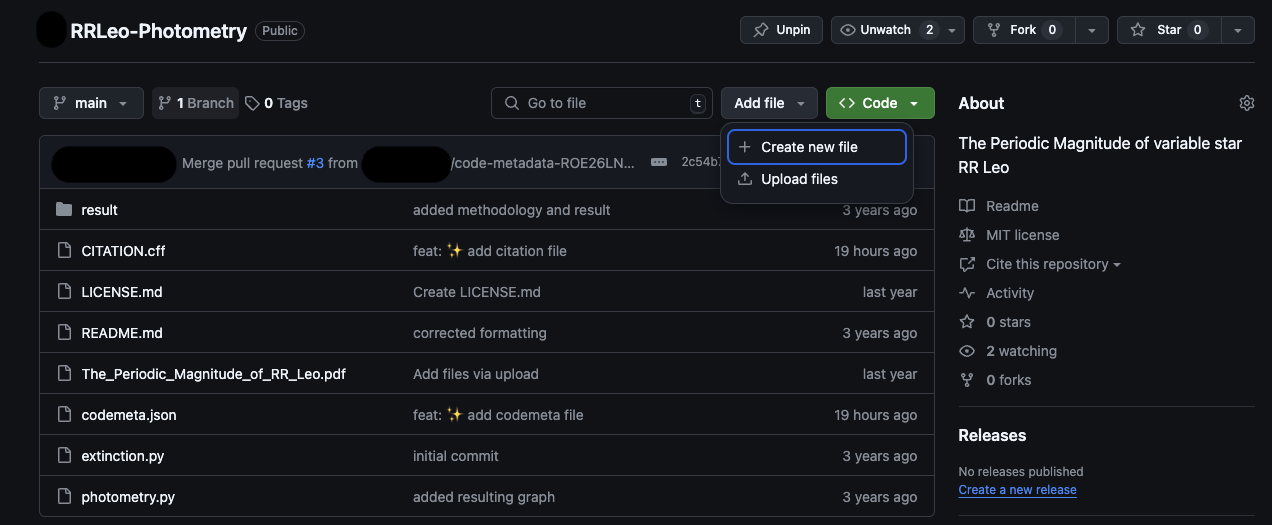 RRLeo-Photometry Public Unpin Unwatch 2 Fork 0 Star 0
main 1 Branch 0 Tags Go to file t Add file <> Code
Create new file
Upload files
Merge pull request #3 from /code-metadata-ROE26LN... 2c54b
result added methodology and result 3 years ago
CITATION.cff feat: ✨ add citation file 19 hours ago
LICENSE.md Create LICENSE.md last year
README.md corrected formatting 3 years ago
The_Periodic_Magnitude_of_RR_Leo.pdf Add files via upload last year
codemeta.json feat: ✨ add codemeta file 19 hours ago
extinction.py initial commit 3 years ago
photometry.py added resulting graph 3 years ago
About
The Periodic Magnitude of variable star
RR Leo
Readme
MIT license
Cite this repository
Activity
0 stars
2 watching
0 forks
Releases
No releases published
Create a new release